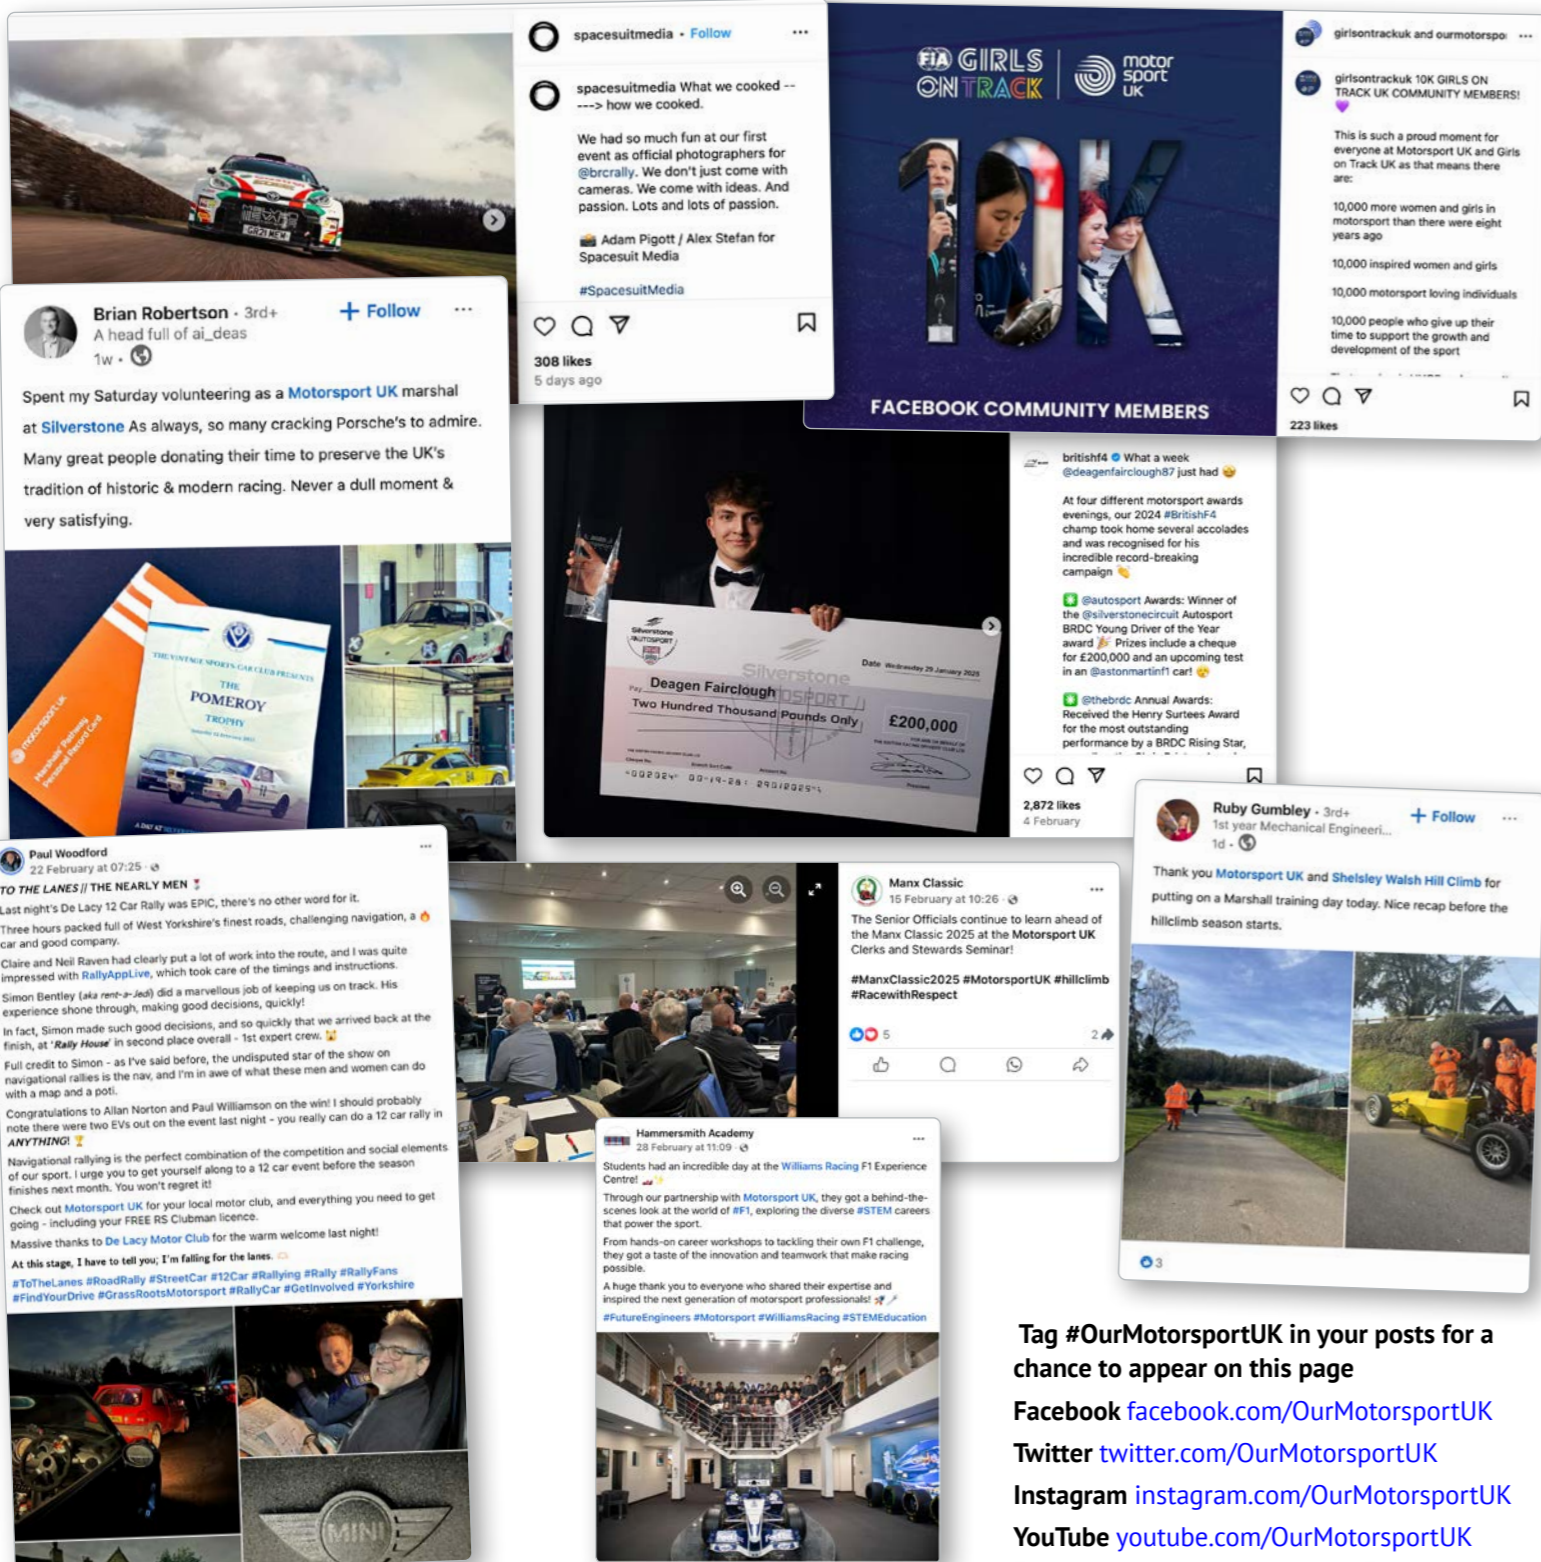 spacesuitmedia • Follow
spacesuitmedia What we cooked --
---> how we cooked.
We had so much fun at our first
event as official photographers for
@brcrally. We don't just come with
cameras. We come with ideas. And
passion. Lots and lots of passion.
📸 Adam Pigott / Alex Stefan for
Spacesuit Media
#SpacesuitMedia
308 likes
5 days ago
GR21 MEW
FIA GIRLS
ON TRACK
motor
sport
UK
10K
FACEBOOK COMMUNITY MEMBERS
girlsontrackuk and ourmotorspo
girlsontrackuk 10K GIRLS ON
TRACK UK COMMUNITY MEMBERS!
💜
This is such a proud moment for
everyone at Motorsport UK and Girls
on Track UK as that means there
are:
10,000 more women and girls in
motorsport than there were eight
years ago
10,000 inspired women and girls
10,000 motorsport loving individuals
10,000 people who give up their
time to support the growth and
development of the sport
223 likes
Brian Robertson • 3rd+
+ Follow
A head full of ai_deas
1w •
Spent my Saturday volunteering as a Motorsport UK marshal
at Silverstone As always, so many cracking Porsche's to admire.
Many great people donating their time to preserve the UK's
tradition of historic & modern racing. Never a dull moment &
very satisfying.
motorsport UK
Marshals' Pathway
Personal Record Card
THE VINTAGE SPORTS-CAR CLUB PRESENTS
THE
POMEROY
TROPHY
britishf4 What a week
@deagenfairclough87 just had 🤩
At four different motorsport awards
evenings, our 2024 #BritishF4
champ took home several accolades
and was recognised for his
incredible record-breaking
campaign 👏
✳️ @autosport Awards: Winner of
the @silverstonecircuit Autosport
BRDC Young Driver of the Year
award 🎉 Prizes include a cheque
for £200,000 and an upcoming test
in an @astonmartinf1 car! 😚
✳️ @thebrdc Annual Awards:
Received the Henry Surtees Award
for the most outstanding
performance by a BRDC Rising Star,
2,872 likes
4 February
Silverstone
AUTOSPORT
Silverstone
AUTOSPORT
Date Wednesday 29 January 2025
Pay Deagen Fairclough
Two Hundred Thousand Pounds Only
£200,000
Paul Woodford
22 February at 07:25 •
TO THE LANES // THE NEARLY MEN
Last night's De Lacy 12 Car Rally was EPIC, there's no other word for it.
Three hours packed full of West Yorkshire's finest roads, challenging navigation, a 🔥
car and good company.
Claire and Neil Raven had clearly put a lot of work into the route, and I was quite
impressed with RallyAppLive, which took care of the timings and instructions.
Simon Bentley (aka rent-a-Jedi) did a marvellous job of keeping us on track. His
experience shone through, making good decisions, quickly!
In fact, Simon made such good decisions, and so quickly that we arrived back at the
finish, at 'Rally House' in second place overall - 1st expert crew.
Full credit to Simon - as I've said before, the undisputed star of the show on
navigational rallies is the nav, and I'm in awe of what these men and women can do
with a map and a poti.
Congratulations to Allan Norton and Paul Williamson on the win! I should probably
note there were two EVs out on the event last night - you really can do a 12 car rally in
ANYTHING! 🏆
Navigational rallying is the perfect combination of the competition and social elements
of our sport. I urge you to get yourself along to a 12 car event before the season
finishes next month. You won't regret it!
Check out Motorsport UK for your local motor club, and everything you need to get
going - including your FREE RS Clubman licence.
Massive thanks to De Lacy Motor Club for the warm welcome last night!
At this stage, I have to tell you; I'm falling for the lanes.
#ToTheLanes #RoadRally #StreetCar #12Car #Rallying #Rally #RallyFans
#FindYourDrive #GrassRootsMotorsport #RallyCar #GetInvolved #Yorkshire
MINI
Manx Classic
15 February at 10:26 •
The Senior Officials continue to learn ahead of
the Manx Classic 2025 at the Motorsport UK
Clerks and Stewards Seminar!
#ManxClassic2025 #MotorsportUK #hillclimb
#RacewithRespect
5
2
Hammersmith Academy
28 February at 11:09 •
Students had an incredible day at the Williams Racing F1 Experience
Centre! 🏎️✨
Through our partnership with Motorsport UK, they got a behind-the-
scenes look at the world of #F1, exploring the diverse #STEM careers
that power the sport.
From hands-on career workshops to tackling their own F1 challenge,
they got a taste of the innovation and teamwork that make racing
possible.
A huge thank you to everyone who shared their expertise and
inspired the next generation of motorsport professionals! 🚀
#FutureEngineers #Motorsport #WilliamsRacing #STEMEducation
Ruby Gumbley • 3rd+
+ Follow
1st year Mechanical Engineeri...
1d •
Thank you Motorsport UK and Shelsley Walsh Hill Climb for
putting on a Marshall training day today. Nice recap before the
hillclimb season starts.
3
Tag #OurMotorsportUK in your posts for a
chance to appear on this page
Facebook facebook.com/OurMotorsportUK
Twitter twitter.com/OurMotorsportUK
Instagram instagram.com/OurMotorsportUK
YouTube youtube.com/OurMotorsportUK